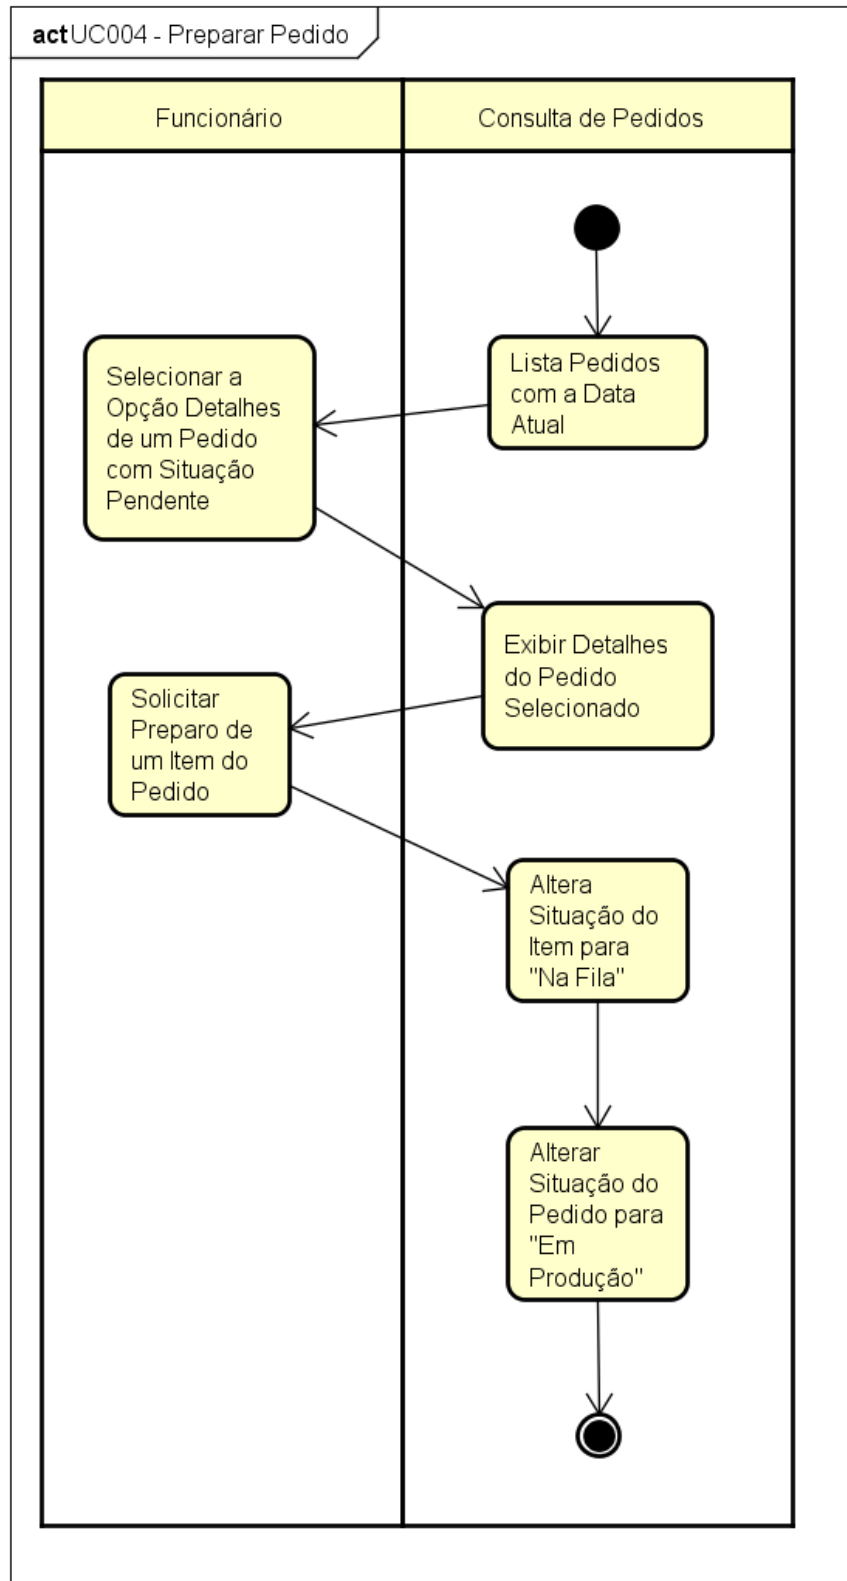 act UC004 - Preparar Pedido
Funcionário
Consulta de Pedidos
Lista Pedidos
com a Data
Atual
Selecionar a
Opção Detalhes
de um Pedido
com Situação
Pendente
Exibir Detalhes
do Pedido
Selecionado
Solicitar
Preparo de
um Item do
Pedido
Altera
Situação do
Item para
"Na Fila"
Alterar
Situação do
Pedido para
"Em
Produção"